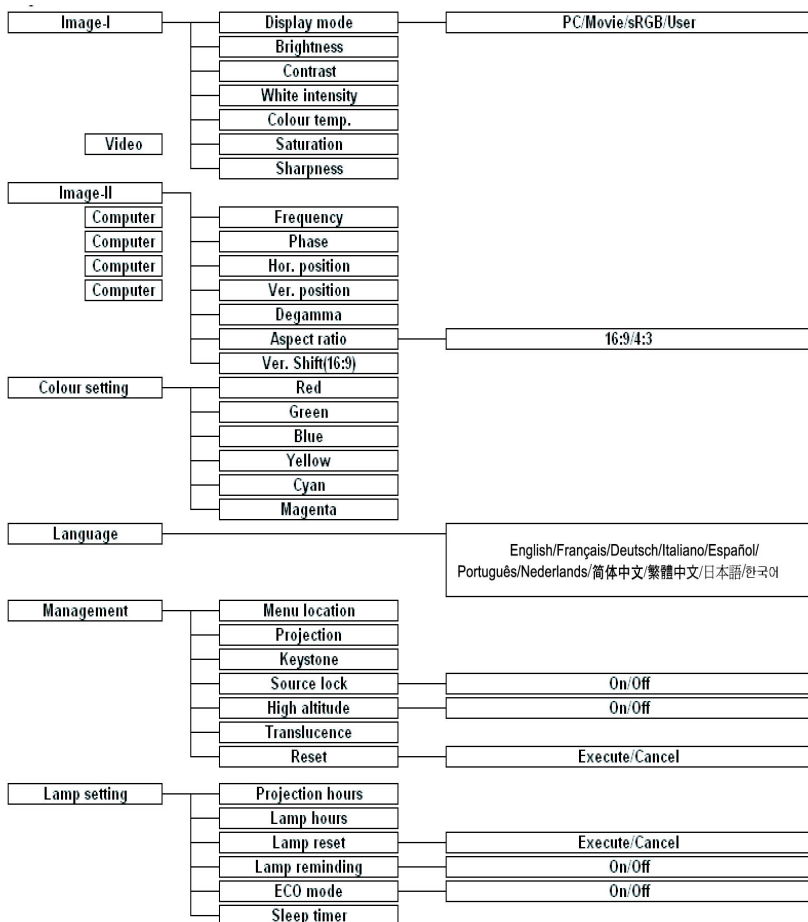 Image-I
Display mode
PC/Movie/sRGB/User
Brightness
Contrast
White intensity
Colour temp.
Video
Saturation
Sharpness
Image-II
Computer
Frequency
Computer
Phase
Computer
Hor. position
Computer
Ver. position
Degamma
Aspect ratio
16:9/4:3
Ver. Shift(16:9)
Colour setting
Red
Green
Blue
Yellow
Cyan
Magenta
Language
English/Français/Deutsch/Italiano/Español/
Português/Nederlands/简体中文/繁體中文/日本語/한국어
Management
Menu location
Projection
Keystone
Source lock
On/Off
High altitude
On/Off
Translucence
Reset
Execute/Cancel
Lamp setting
Projection hours
Lamp hours
Lamp reset
Execute/Cancel
Lamp reminding
On/Off
ECO mode
On/Off
Sleep timer